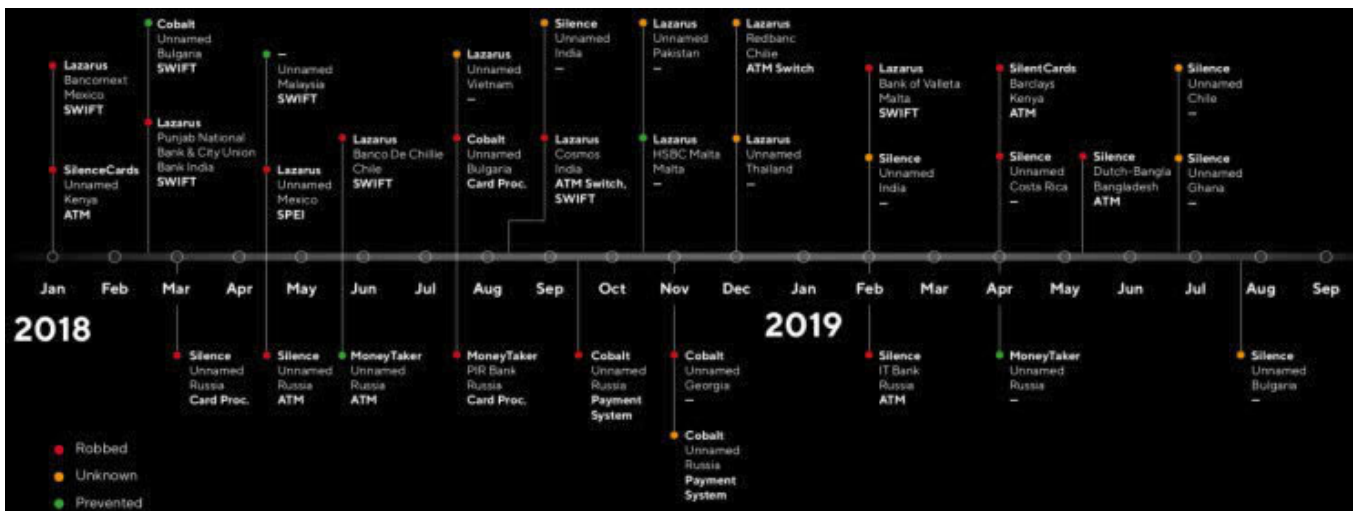 Cobalt
Unnamed
Bulgaria
SWIFT
Lazarus
Bancomext
Mexico
SWIFT
Lazarus
Punjab National
Bank & City Union
Bank India
SWIFT
SilenceCards
Unnamed
Kenya
ATM
—
Unnamed
Malaysia
SWIFT
Lazarus
Unnamed
Mexico
SPEI
Lazarus
Banco De Chillie
Chile
SWIFT
Lazarus
Unnamed
Vietnam
—
Cobalt
Unnamed
Bulgaria
Card Proc.
Silence
Unnamed
India
—
Lazarus
Cosmos
India
ATM Switch,
SWIFT
Lazarus
Unnamed
Pakistan
—
Lazarus
HSBC Malta
Malta
—
Lazarus
Redbanc
Chile
ATM Switch
Lazarus
Unnamed
Thailand
—
Lazarus
Bank of Valleta
Malta
SWIFT
Silence
Unnamed
India
—
SilentCards
Barclays
Kenya
ATM
Silence
Unnamed
Costa Rica
—
Silence
Dutch-Bangla
Bangladesh
ATM
Silence
Unnamed
Chile
—
Silence
Unnamed
Ghana
—
Jan Feb Mar Apr May Jun Jul Aug Sep Oct Nov Dec Jan Feb Mar Apr May Jun Jul Aug Sep
2018 2019
Silence
Unnamed
Russia
Card Proc.
Silence
Unnamed
Russia
ATM
MoneyTaker
Unnamed
Russia
ATM
MoneyTaker
PIR Bank
Russia
Card Proc.
Cobalt
Unnamed
Russia
Payment
System
Cobalt
Unnamed
Georgia
—
Cobalt
Unnamed
Russia
Payment
System
Silence
IT Bank
Russia
ATM
MoneyTaker
Unnamed
Russia
—
Silence
Unnamed
Bulgaria
—
Robbed
Unknown
Prevented